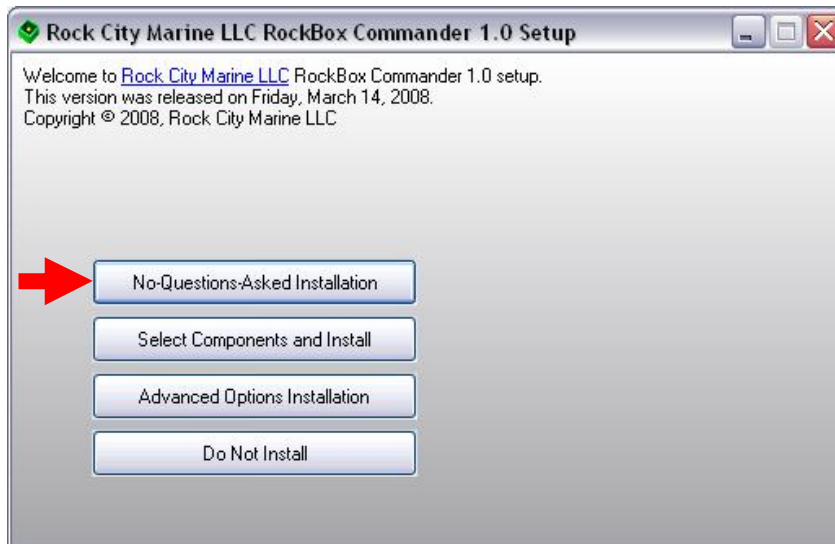 Rock City Marine LLC RockBox Commander 1.0 Setup
Welcome to Rock City Marine LLC RockBox Commander 1.0 setup.
This version was released on Friday, March 14, 2008.
Copyright © 2008, Rock City Marine LLC
No-Questions-Asked Installation
Select Components and Install
Advanced Options Installation
Do Not Install